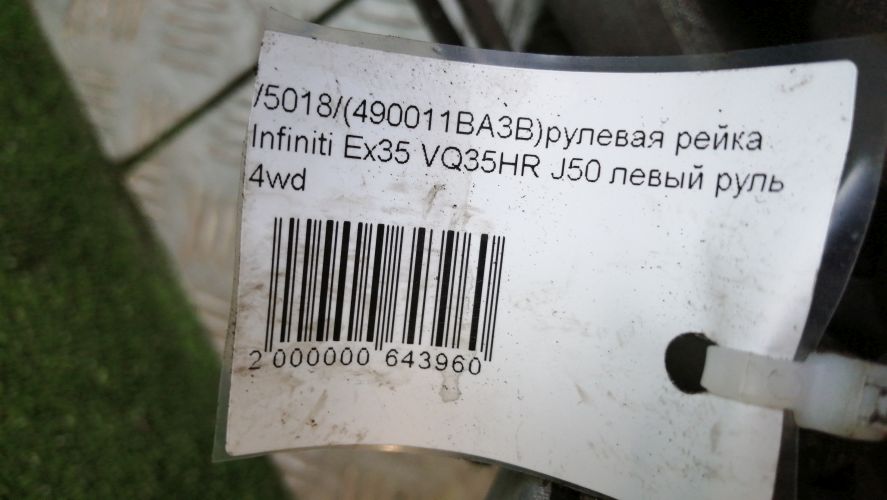 /5018/(490011BA3B)рулевая рейка
Infiniti Ex35 VQ35HR J50 левый руль
4wd
2 000000 643960